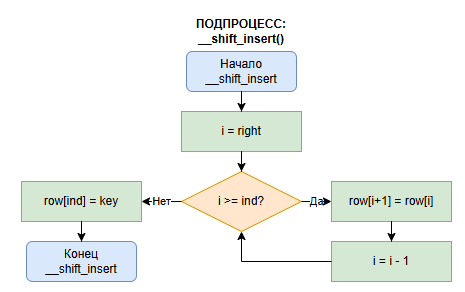 ПОДПРОЦЕСС:
__shift_insert()
Начало
__shift_insert
i = right
i >= ind?
Нет
Да
row[ind] = key
row[i+1] = row[i]
Конец
__shift_insert
i = i - 1